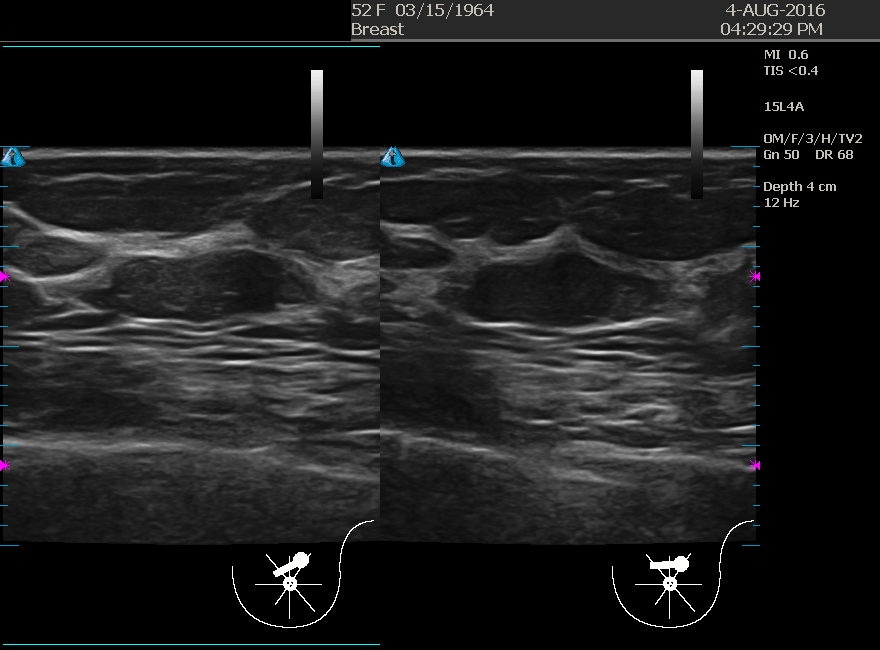 52 F 03/15/1964
4-AUG-2016
Breast
04:29:29 PM
MI 0.6
TIS <0.4
15L4A
OM/F/3/H/TV2
Gn 50 DR 68
Depth 4 cm
12 Hz